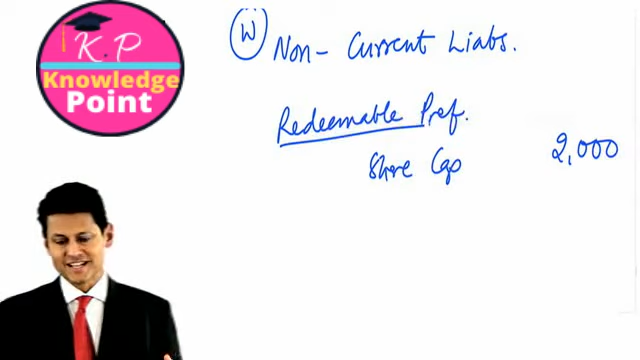 K.P
Knowledge
Point
W
Non- Current Liabs.
Redeemable Pref.
Share Cap
2,000